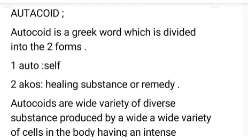 AUTACOID ;
Autocoid is a greek word which is divided
into the 2 forms .
1 auto :self
2 akos: healing substance or remedy .
Autocoids are wide variety of diverse
substance produced by a wide a wide variety
of cells in the body having an intense